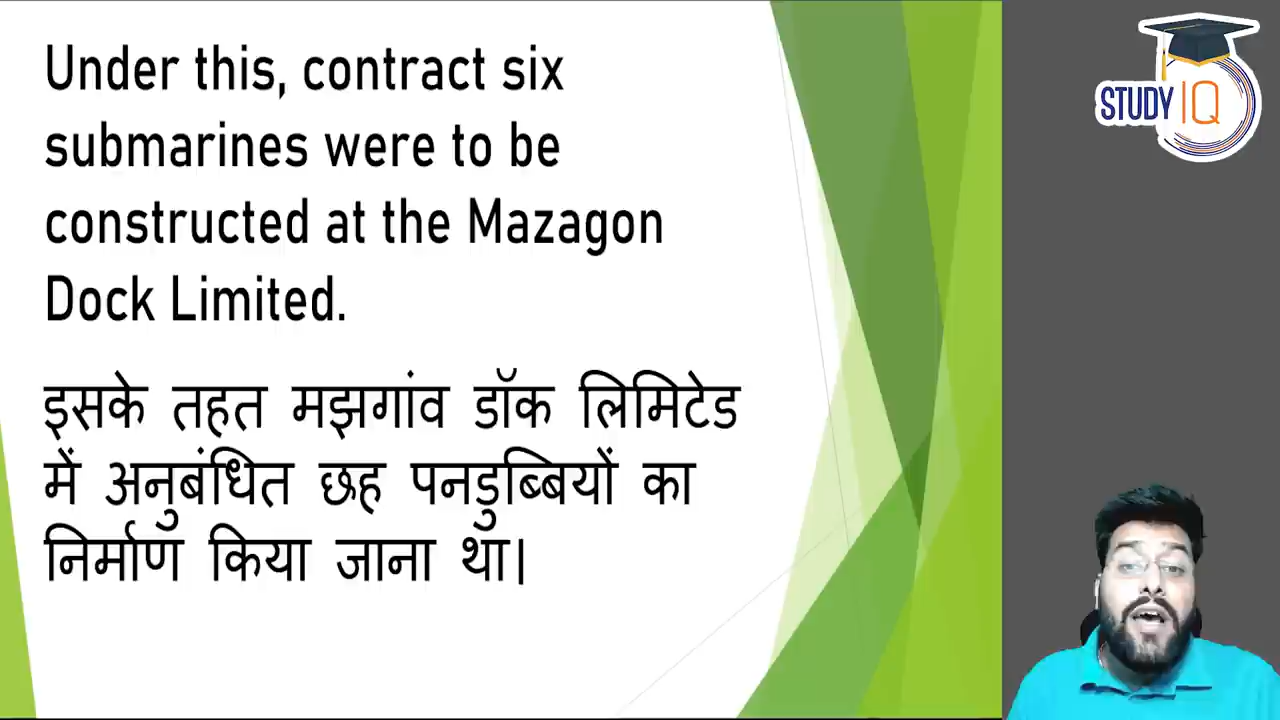 Under this, contract six
submarines were to be
constructed at the Mazagon
Dock Limited.
इसके तहत मझगांव डॉक लिमिटेड
में अनुबंधित छह पनडुब्बियों का
निर्माण किया जाना था।
STUDY IQ